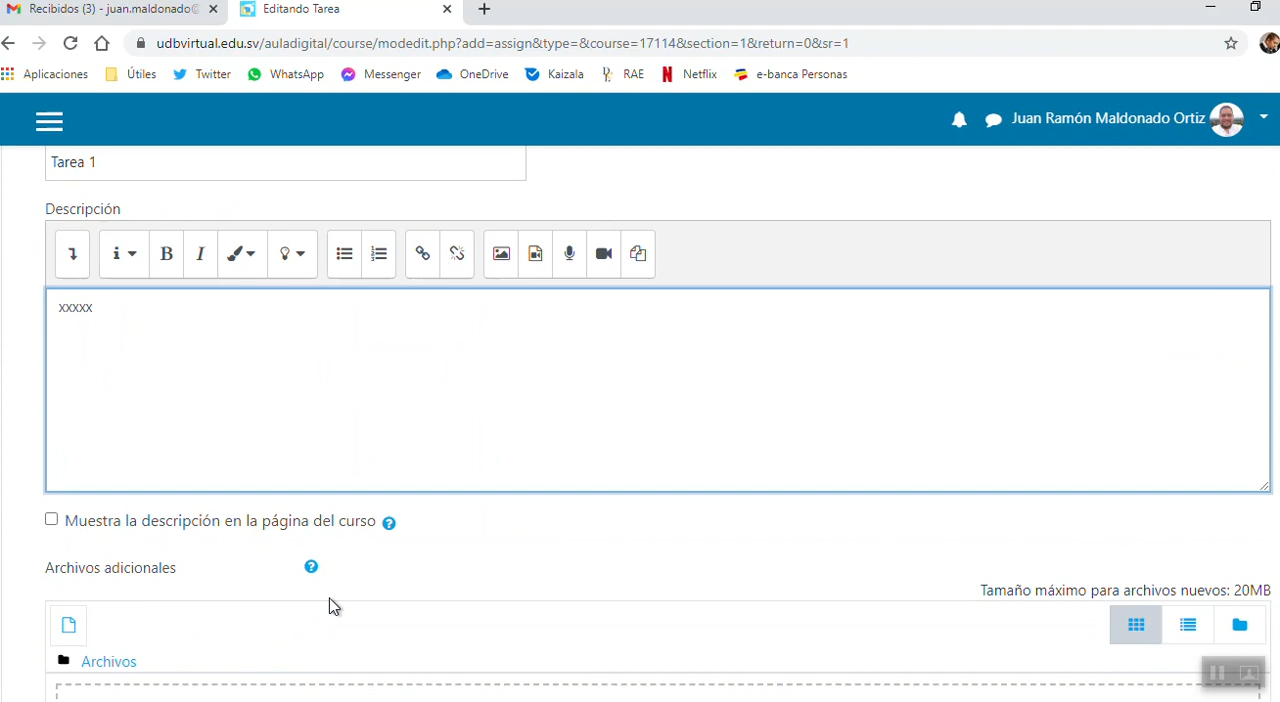 Recibidos (3) - juan.maldonado@
Editando Tarea
udbvirtual.edu.sv/auladigital/course/modedit.php?add=assign&type=&course=17114&section=1&return=0&sr=1
Aplicaciones Útiles Twitter WhatsApp Messenger OneDrive Kaizala RAE Netflix e-banca Personas
Juan Ramón Maldonado Ortiz
Tarea 1
Descripción
xxxxx
Muestra la descripción en la página del curso
Archivos adicionales
Tamaño máximo para archivos nuevos: 20MB
Archivos